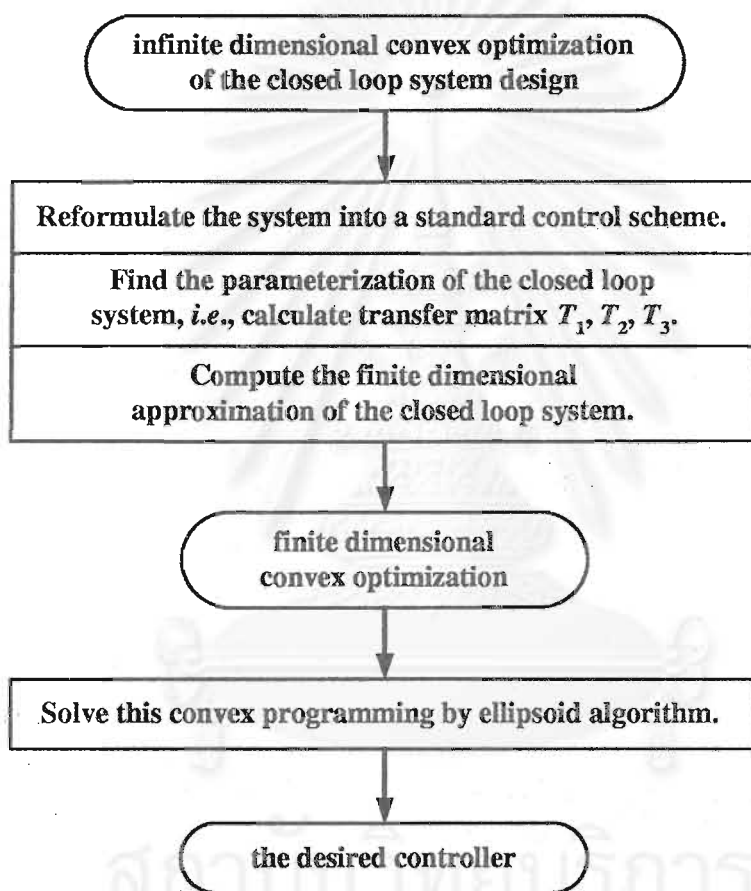 infinite dimensional convex optimization
of the closed loop system design
Reformulate the system into a standard control scheme.
Find the parameterization of the closed loop
system, i.e., calculate transfer matrix T₁, T₂, T₃.
Compute the finite dimensional
approximation of the closed loop system.
finite dimensional
convex optimization
Solve this convex programming by ellipsoid algorithm.
the desired controller